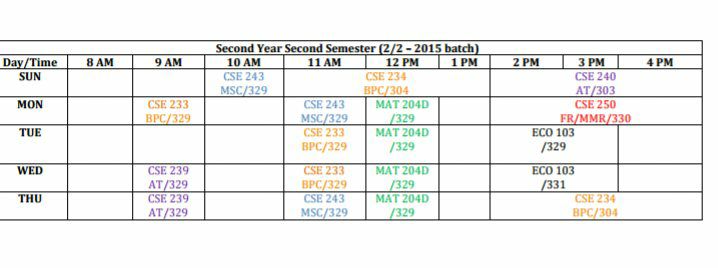 Second Year Second Semester (2/2 – 2015 batch)
Day/Time 8 AM 9 AM 10 AM 11 AM 12 PM 1 PM 2 PM 3 PM 4 PM
SUN CSE 243 CSE 234 CSE 240
MSC/329 BPC/304 AT/303
MON CSE 233 CSE 243 MAT 204D CSE 250
BPC/329 MSC/329 /329 FR/MMR/330
TUE CSE 233 MAT 204D ECO 103
BPC/329 /329 /329
WED CSE 239 CSE 233 MAT 204D ECO 103
AT/329 BPC/329 /329 /331
THU CSE 239 CSE 243 MAT 204D CSE 234
AT/329 MSC/329 /329 BPC/304